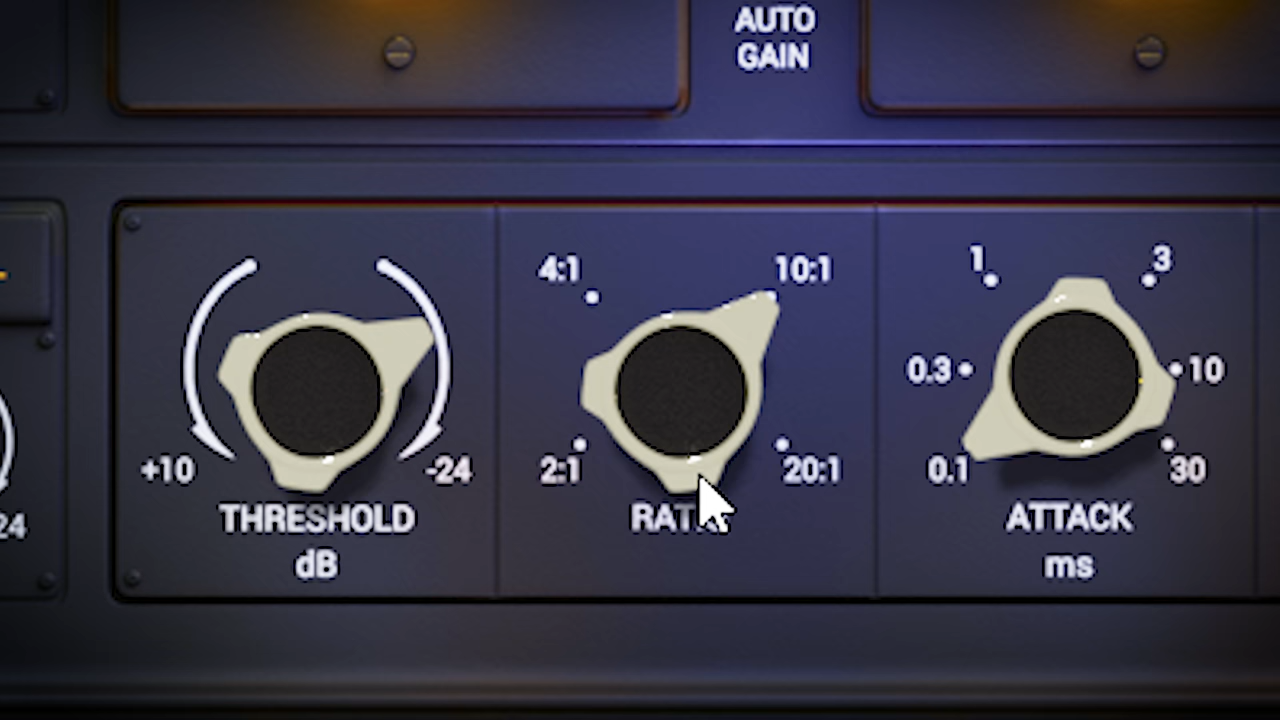 AUTO
GAIN
4:1
10:1
1
3
0.3
10
+10
-24
2:1
20:1
0.1
30
24
THRESHOLD
ATTACK
dB
ms